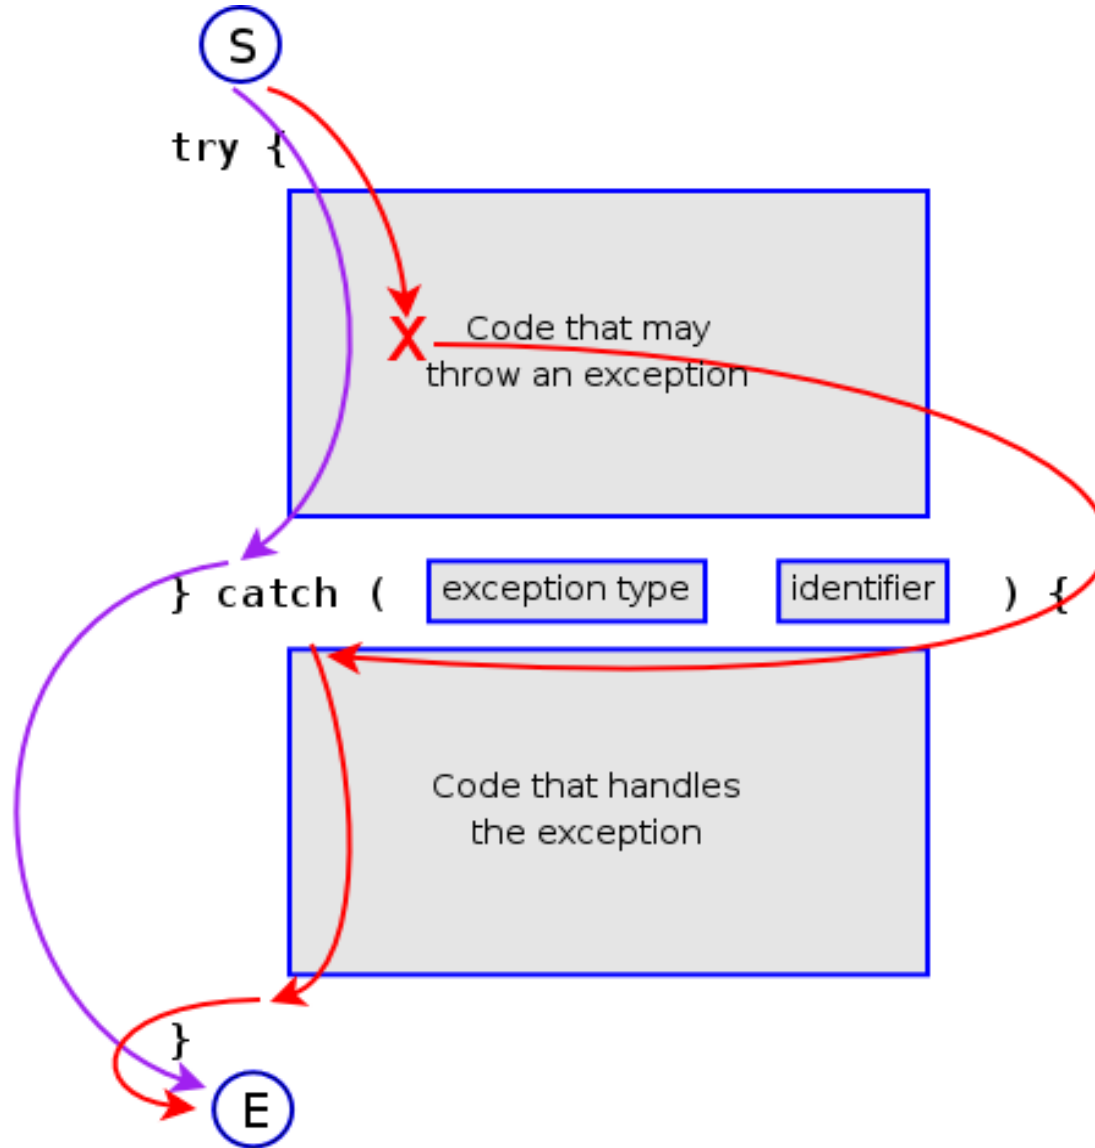 S
try {
X
Code that may
throw an exception
} catch ( exception type identifier ) {
Code that handles
the exception
}
E